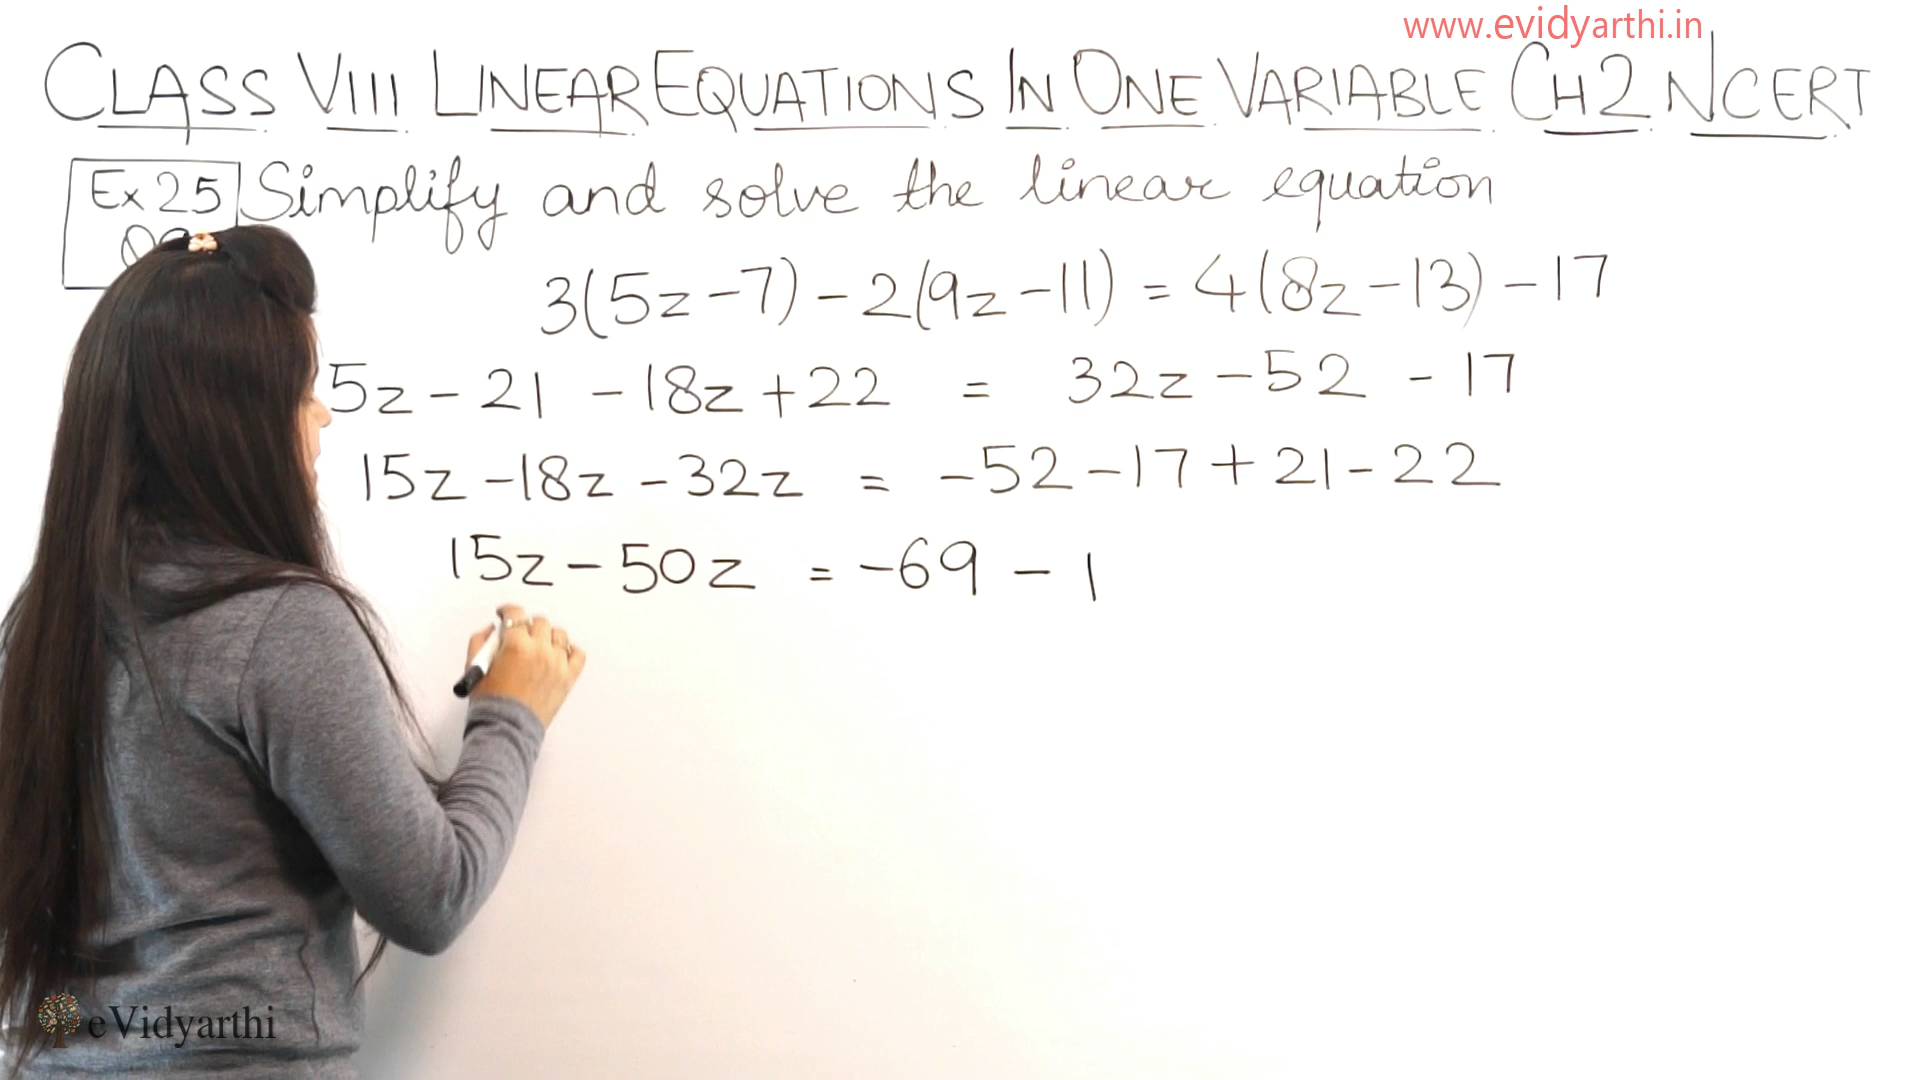 www.evidyarthi.in
CLASS VIII LINEAR EQUATIONS IN ONE VARIABLE CH 2 NCERT
Ex 2.5 Simplify and solve the linear equation
3(5z-7) - 2(9z-11) = 4(8z-13) - 17
5z - 21 - 18z + 22 = 32z - 52 - 17
15z - 18z - 32z = -52 - 17 + 21 - 22
15z - 50z = -69 - 1
eVidyarthi